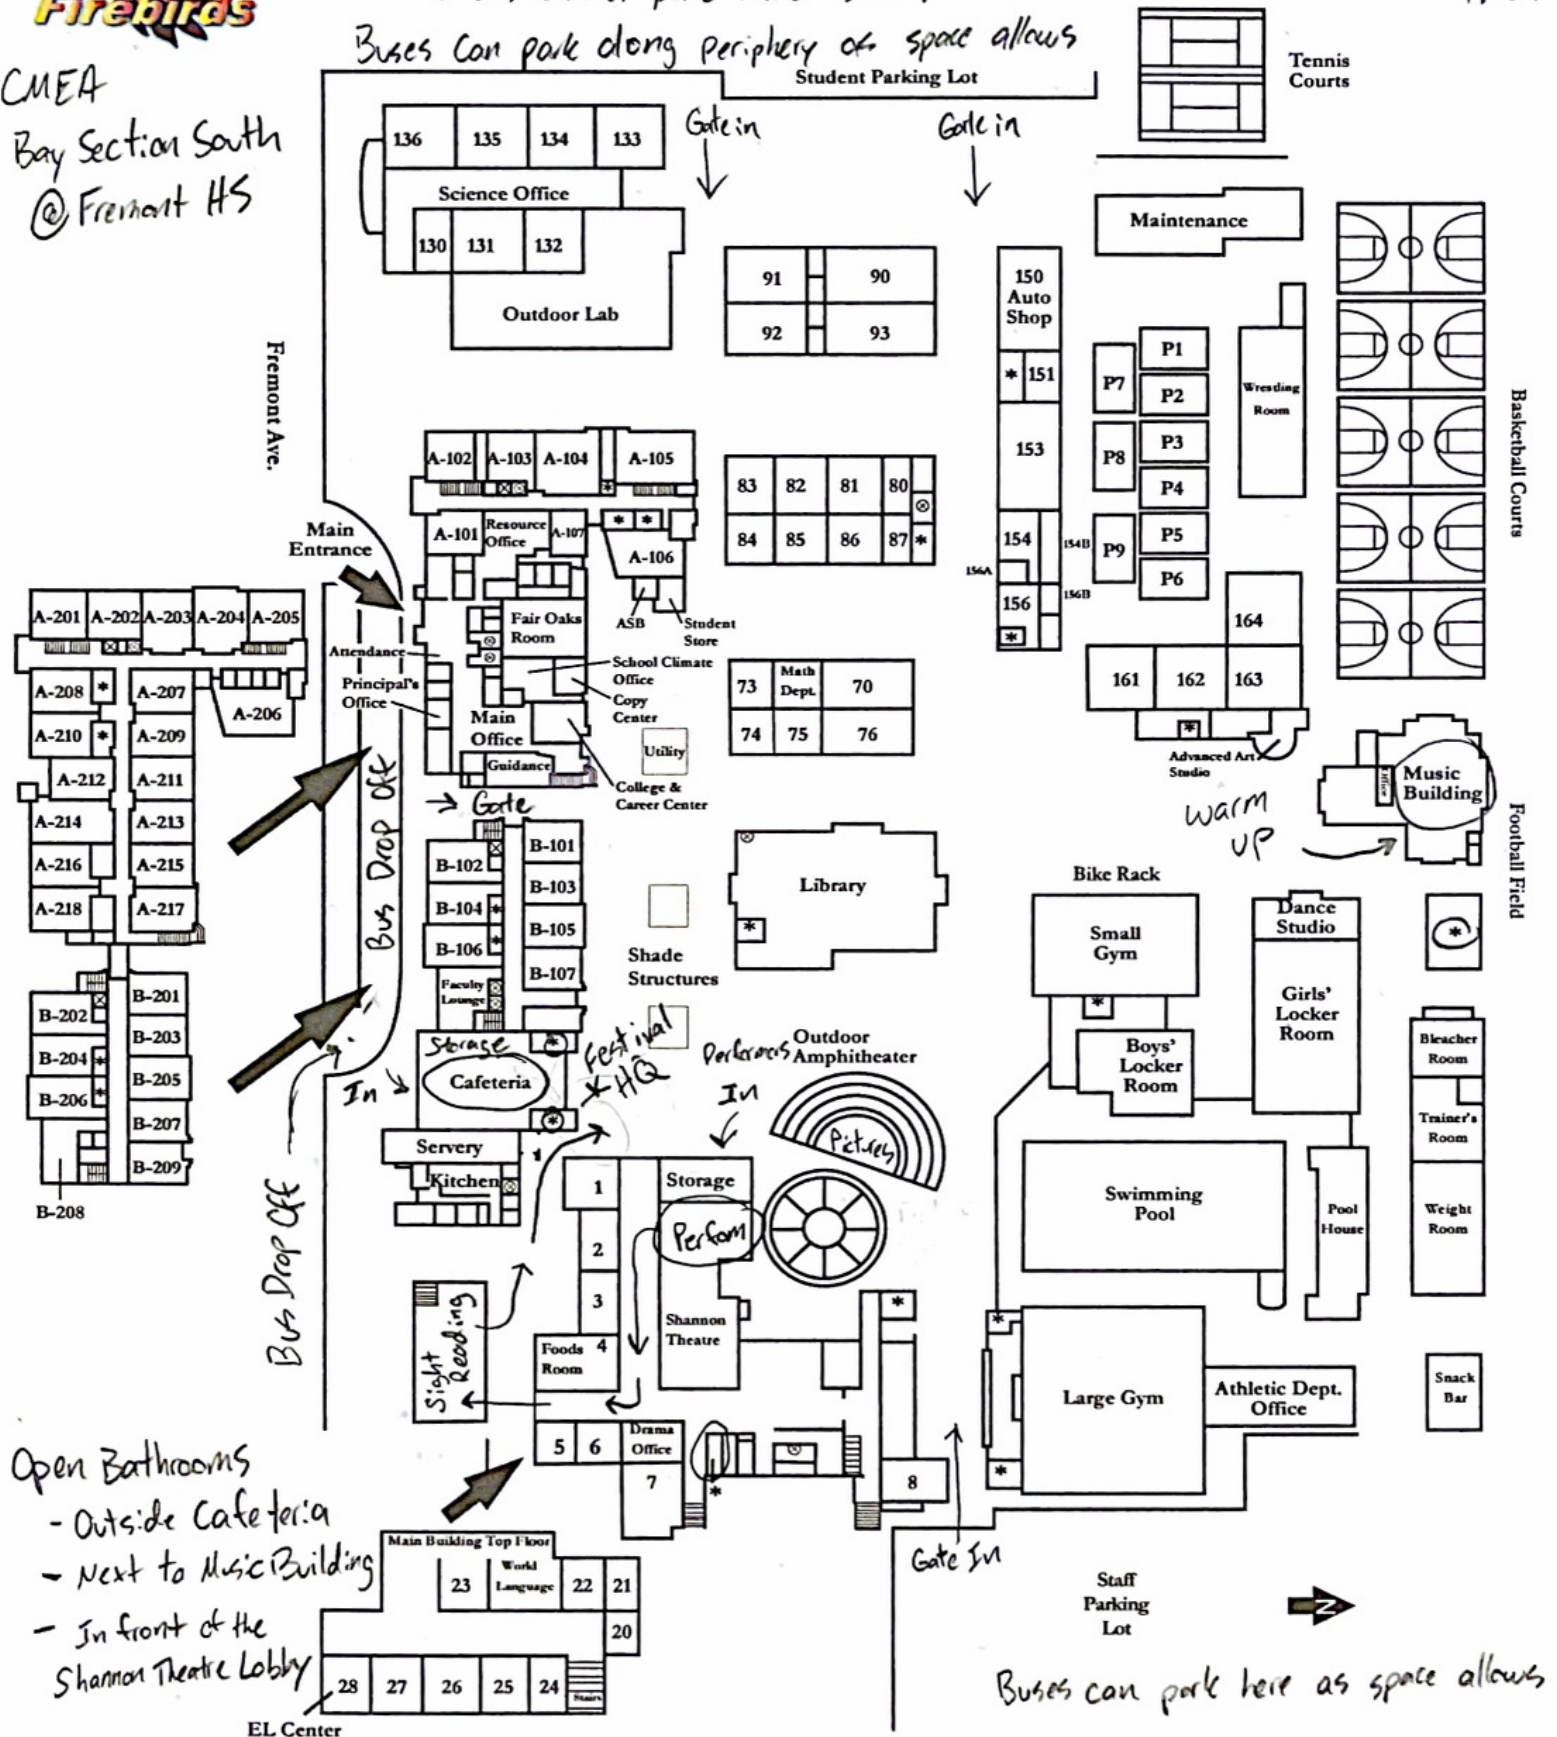 Firebirds
Buses can park along periphery as space allows
Student Parking Lot
Tennis
Courts
CMEA
Bay Section South
@ Fremont HS
Gate in
Gate in
136
135
134
133
Science Office
130
131
132
Outdoor Lab
Maintenance
91
90
92
93
150
Auto
Shop
* 151
153
154
154B
156A
156
156B
*
P1
P2
P3
P4
P5
P6
P7
P8
P9
Wrestling
Room
Basketball Courts
Fremont Ave.
Main
Entrance
A-102
A-103
A-104
A-105
*
A-101
Resource
Office
A-107
* *
A-106
ASB
Student
Store
Fair Oaks
Room
Attendance
School Climate
Office
Principal's
Office
Copy
Center
Main
Office
Guidance
College &
Career Center
Utility
83
82
81
80
84
85
86
87 *
73
Math
Dept.
70
74
75
76
164
161
162
163
*
Advanced Art
Studio
Office
Music
Building
warm
up
Football Field
A-201
A-202
A-203
A-204
A-205
A-208
*
A-207
A-206
A-210
*
A-209
A-212
A-211
A-214
A-213
A-216
A-215
A-218
A-217
B-201
B-202
B-203
B-204
*
B-205
B-206
*
B-207
B-209
B-208
Bus Drop Off
Gate
B-101
B-102
B-103
B-104
*
B-105
B-106
*
B-107
Faculty
Lounge
Storage
*
Cafeteria
*
In
Festival
* HQ
Servery
Kitchen
Shade
Structures
Library
*
Bike Rack
Small
Gym
*
Boys'
Locker
Room
Dance
Studio
Girls'
Locker
Room
*
Bleacher
Room
Trainer's
Room
Weight
Room
Performers
In
Outdoor
Amphitheater
Pictures
Swimming
Pool
Pool
House
Bus Drop Off
1
2
3
Foods
Room
4
Storage
Perform
Shannon
Theatre
Sight
Reading
5
6
Drama
Office
7
*
*
8
*
*
Large Gym
Athletic Dept.
Office
Snack
Bar
Gate In
Staff
Parking
Lot
N
Buses can park here as space allows
Open Bathrooms
- Outside Cafeteria
- Next to Music Building
- In front of the
Shannon Theatre Lobby
Main Building Top Floor
23
World
Language
22
21
20
28
27
26
25
24
Stairs
EL Center